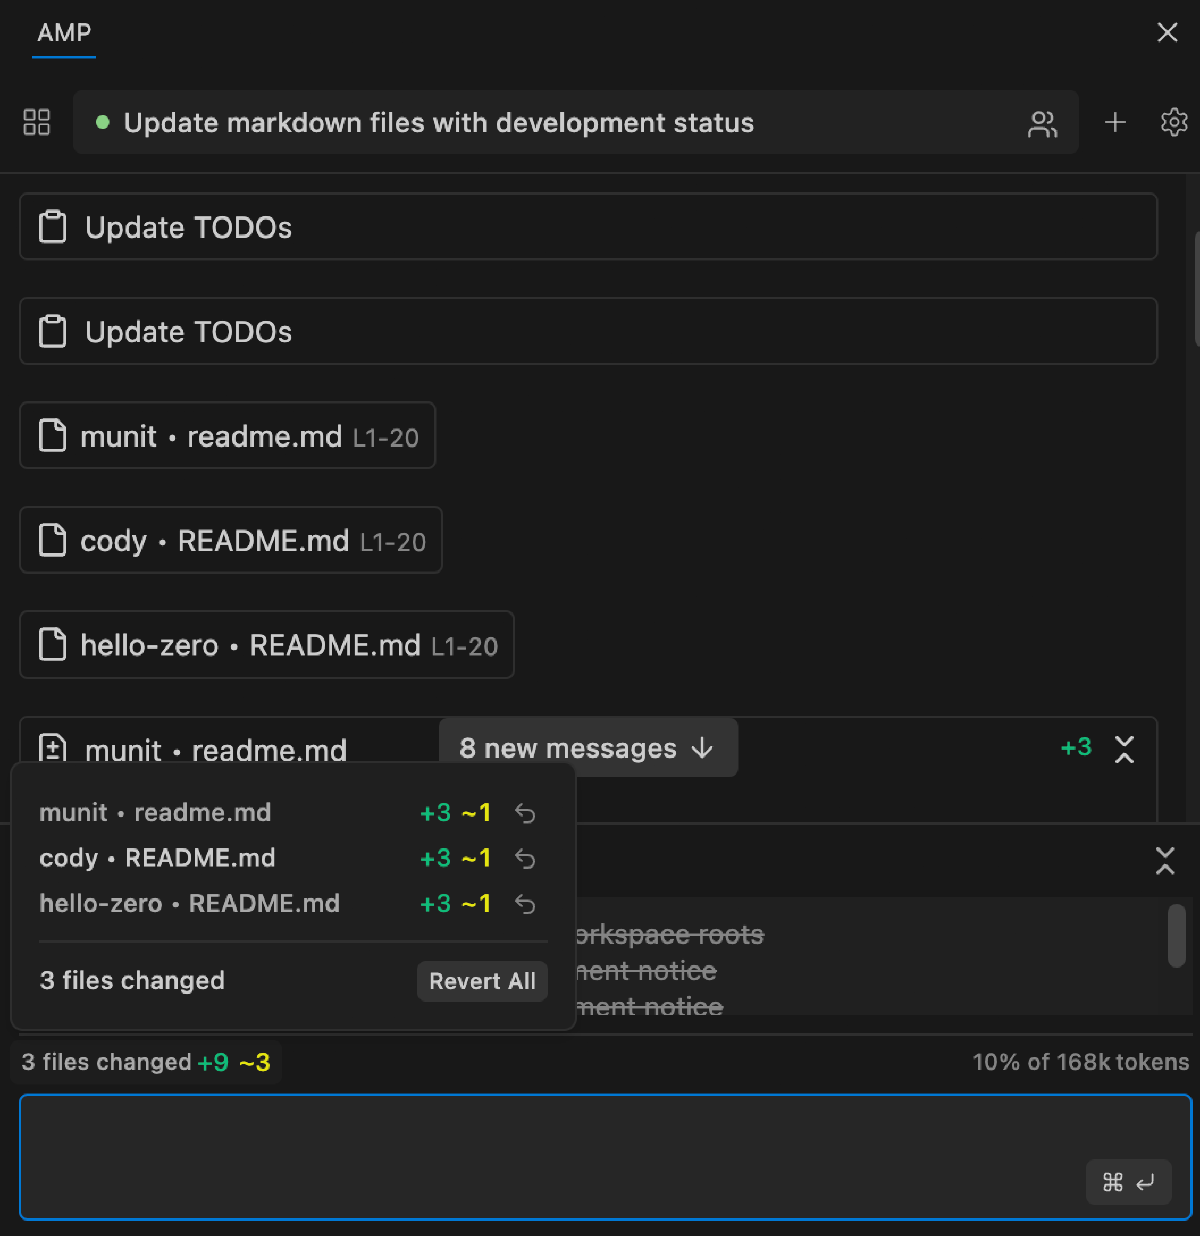 AMP
Update markdown files with development status
Update TODOs
Update TODOs
munit • readme.md L1-20
cody • README.md L1-20
hello-zero • README.md L1-20
munit • readme.md +3
8 new messages ↓
munit • readme.md +3 ~1
cody • README.md +3 ~1
hello-zero • README.md +3 ~1
3 files changed Revert All
roots
notice
notice
3 files changed +9 ~3
10% of 168k tokens
⌘ ↵